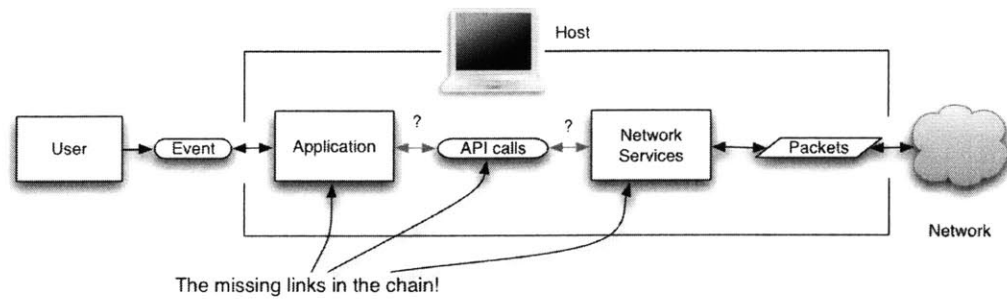 Host
?
?
User
Event
Application
API calls
Network
Services
Packets
Network
The missing links in the chain!